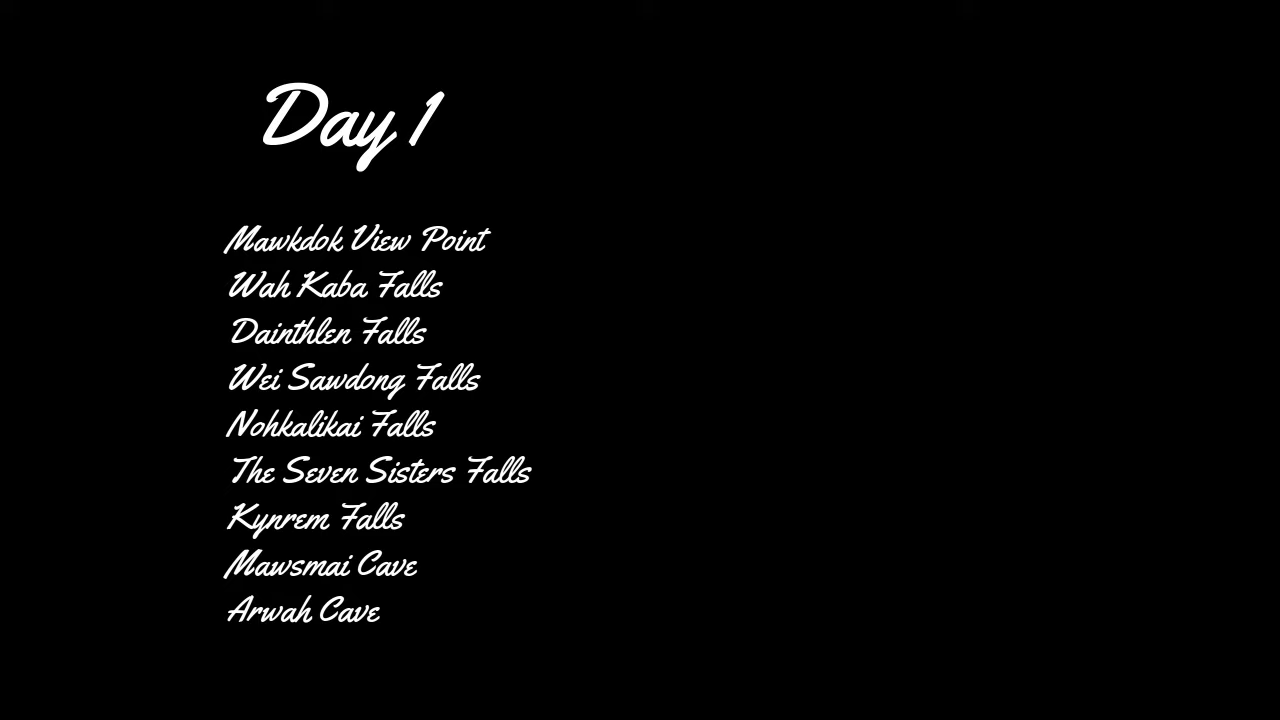 Day 1
Mawkdok View Point
Wah Kaba Falls
Dainthlen Falls
Wei Sawdong Falls
Nohkalikai Falls
The Seven Sisters Falls
Kynrem Falls
Mawsmai Cave
Arwah Cave